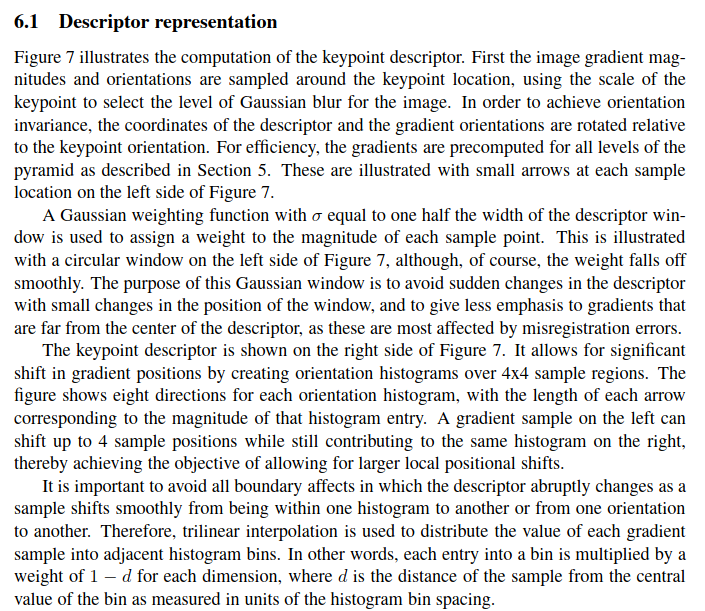 6.1 Descriptor representation
Figure 7 illustrates the computation of the keypoint descriptor. First the image gradient mag-
nitudes and orientations are sampled around the keypoint location, using the scale of the
keypoint to select the level of Gaussian blur for the image. In order to achieve orientation
invariance, the coordinates of the descriptor and the gradient orientations are rotated relative
to the keypoint orientation. For efficiency, the gradients are precomputed for all levels of the
pyramid as described in Section 5. These are illustrated with small arrows at each sample
location on the left side of Figure 7.
A Gaussian weighting function with σ equal to one half the width of the descriptor win-
dow is used to assign a weight to the magnitude of each sample point. This is illustrated
with a circular window on the left side of Figure 7, although, of course, the weight falls off
smoothly. The purpose of this Gaussian window is to avoid sudden changes in the descriptor
with small changes in the position of the window, and to give less emphasis to gradients that
are far from the center of the descriptor, as these are most affected by misregistration errors.
The keypoint descriptor is shown on the right side of Figure 7. It allows for significant
shift in gradient positions by creating orientation histograms over 4x4 sample regions. The
figure shows eight directions for each orientation histogram, with the length of each arrow
corresponding to the magnitude of that histogram entry. A gradient sample on the left can
shift up to 4 sample positions while still contributing to the same histogram on the right,
thereby achieving the objective of allowing for larger local positional shifts.
It is important to avoid all boundary affects in which the descriptor abruptly changes as a
sample shifts smoothly from being within one histogram to another or from one orientation
to another. Therefore, trilinear interpolation is used to distribute the value of each gradient
sample into adjacent histogram bins. In other words, each entry into a bin is multiplied by a
weight of 1 − d for each dimension, where d is the distance of the sample from the central
value of the bin as measured in units of the histogram bin spacing.